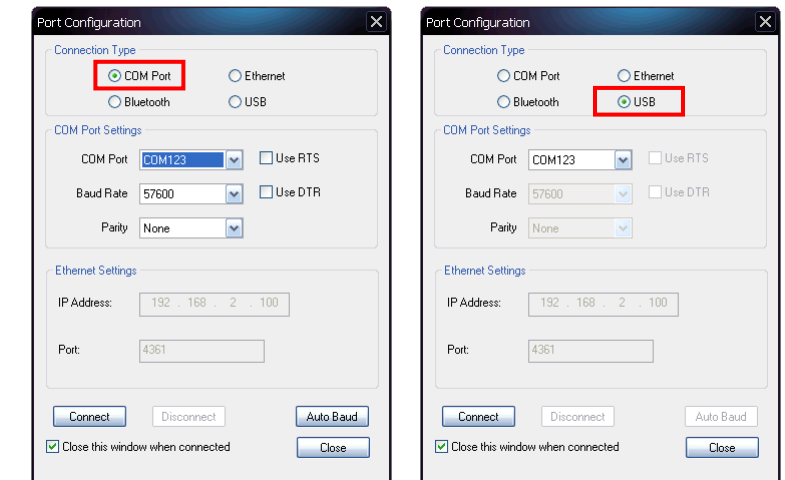 Port Configuration
Connection Type
COM Port Ethernet
Bluetooth USB
COM Port Settings
COM Port COM123 Use RTS
Baud Rate 57600 Use DTR
Parity None
Ethernet Settings
IP Address: 192 . 168 . 2 . 100
Port: 4361
Connect Disconnect Auto Baud
Close this window when connected Close
Port Configuration
Connection Type
COM Port Ethernet
Bluetooth USB
COM Port Settings
COM Port COM123 Use RTS
Baud Rate 57600 Use DTR
Parity None
Ethernet Settings
IP Address: 192 . 168 . 2 . 100
Port: 4361
Connect Disconnect Auto Baud
Close this window when connected Close